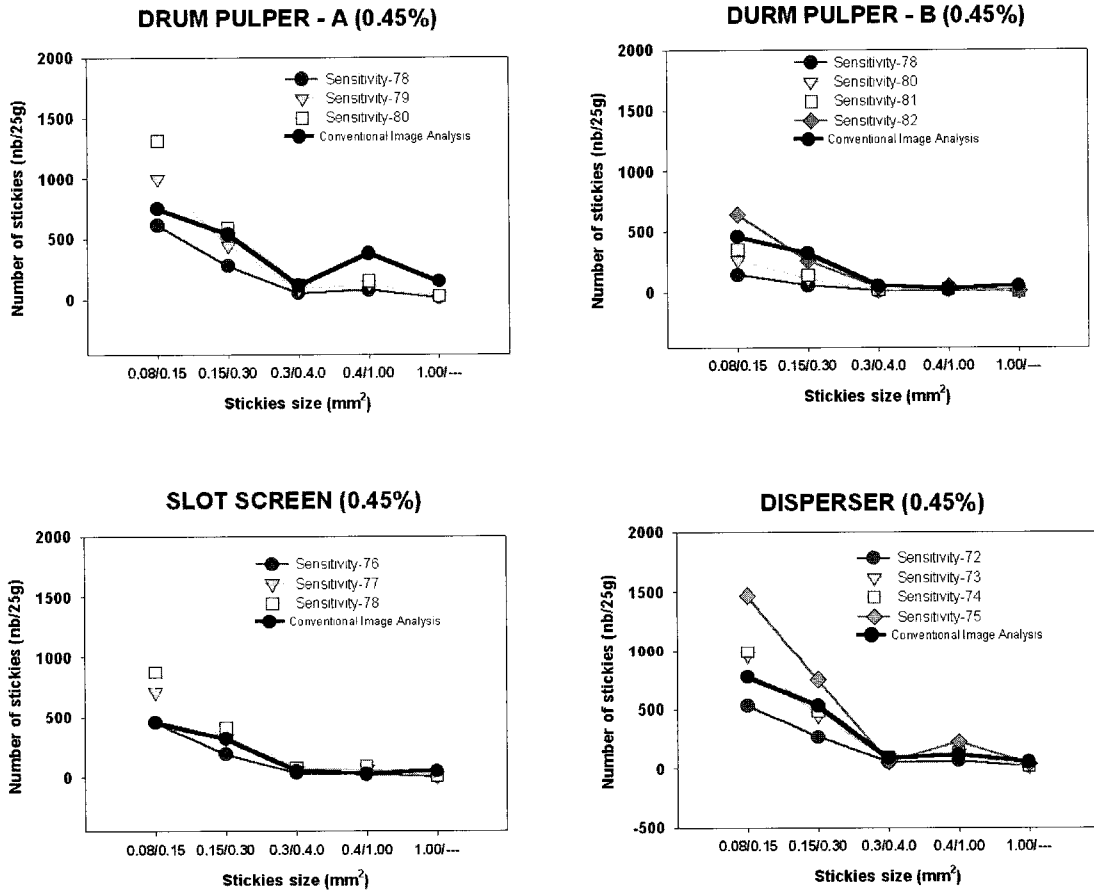 DRUM PULPER - A (0.45%)
Number of stickies (nb/25g)
2000
1500
1000
500
0
Sensitivity-78
Sensitivity-79
Sensitivity-80
Conventional Image Analysis
0.08/0.15 0.15/0.30 0.3/0.4.0 0.4/1.00 1.00/---
Stickies size (mm²)
DURM PULPER - B (0.45%)
Number of stickies (nb/25g)
2000
1500
1000
500
0
Sensitivity-78
Sensitivity-80
Sensitivity-81
Sensitivity-82
Conventional Image Analysis
0.08/0.15 0.15/0.30 0.3/0.4.0 0.4/1.00 1.00/---
Stickies size (mm²)
SLOT SCREEN (0.45%)
Number of stickies (nb/25g)
2000
1500
1000
500
0
Sensitivity-76
Sensitivity-77
Sensitivity-78
Conventional Image Analysis
0.08/0.15 0.15/0.30 0.3/0.4.0 0.4/1.00 1.00/---
Stickies size (mm²)
DISPERSER (0.45%)
Number of stickies (nb/25g)
2000
1500
1000
500
0
-500
Sensitivity-72
Sensitivity-73
Sensitivity-74
Sensitivity-75
Conventional Image Analysis
0.08/0.15 0.15/0.30 0.3/0.4.0 0.4/1.00 1.00/---
Stickies size (mm²)